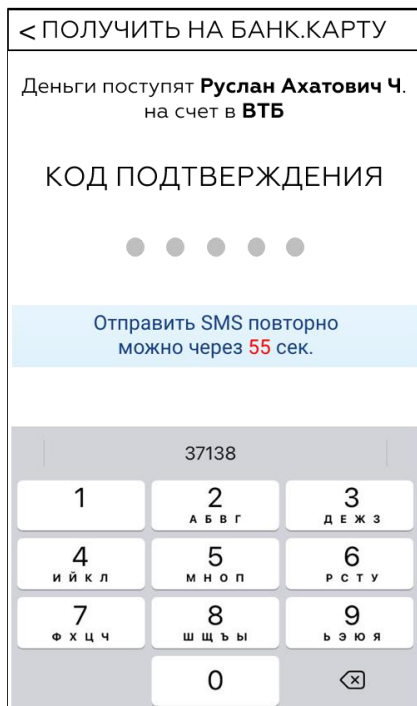 < ПОЛУЧИТЬ НА БАНК.КАРТУ
Деньги поступят Руслан Ахатович Ч.
на счет в ВТБ
КОД ПОДТВЕРЖДЕНИЯ
Отправить SMS повторно
можно через 55 сек.
37138
1 2 3
А Б В Г Д Е Ж З
4 5 6
И Й К Л М Н О П Р С Т У
7 8 9
Ф Х Ц Ч Ш Щ Ъ Ы Ь Э Ю Я
0